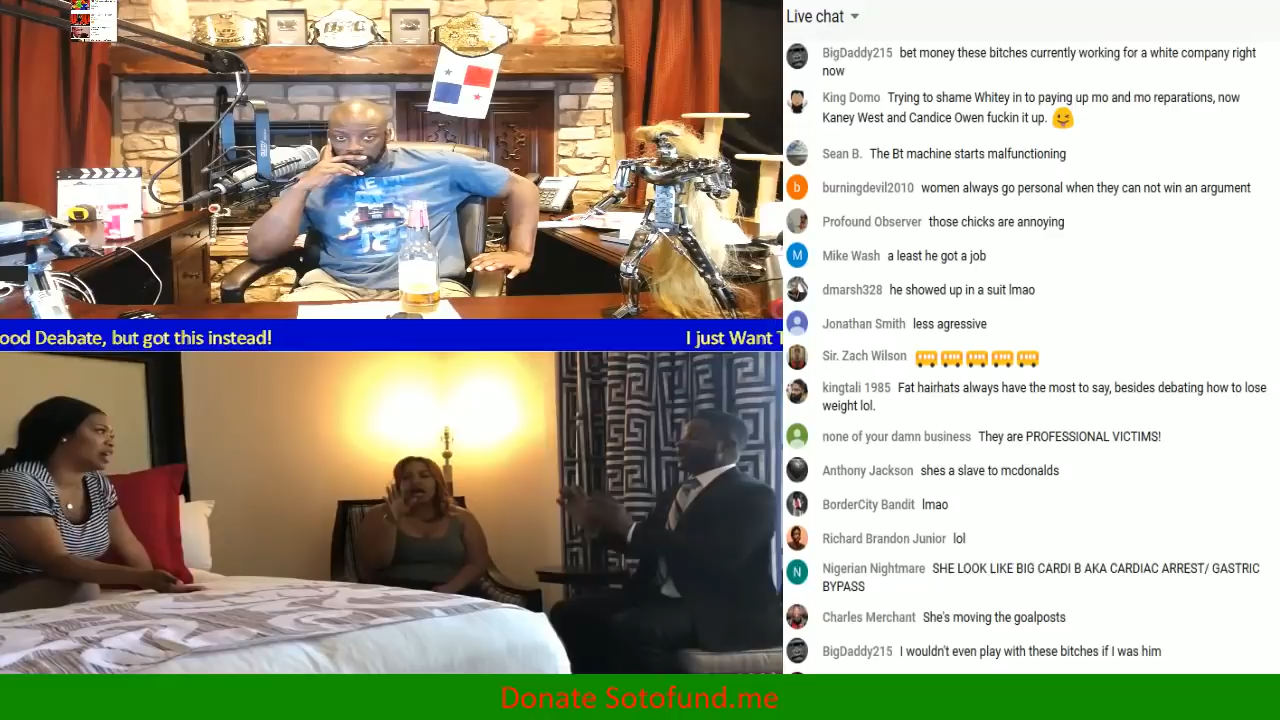 Live chat
BigDaddy215 bet money these bitches currently working for a white company right
now
King Domo Trying to shame Whitey in to paying up mo and mo reparations, now
Kaney West and Candice Owen fuckin it up.
Sean B. The Bt machine starts malfunctioning
burningdevil2010 women always go personal when they can not win an argument
Profound Observer those chicks are annoying
Mike Wash a least he got a job
dmarsh328 he showed up in a suit lmao
Jonathan Smith less agressive
Sir. Zach Wilson
kingtali 1985 Fat hairhats always have the most to say, besides debating how to lose
weight lol.
none of your damn business They are PROFESSIONAL VICTIMS!
Anthony Jackson shes a slave to mcdonalds
BorderCity Bandit lmao
Richard Brandon Junior lol
Nigerian Nightmare SHE LOOK LIKE BIG CARDI B AKA CARDIAC ARREST/ GASTRIC
BYPASS
Charles Merchant She's moving the goalposts
BigDaddy215 I wouldn't even play with these bitches if I was him
ood Deabate, but got this instead! I just Want
Donate Sotofund.me